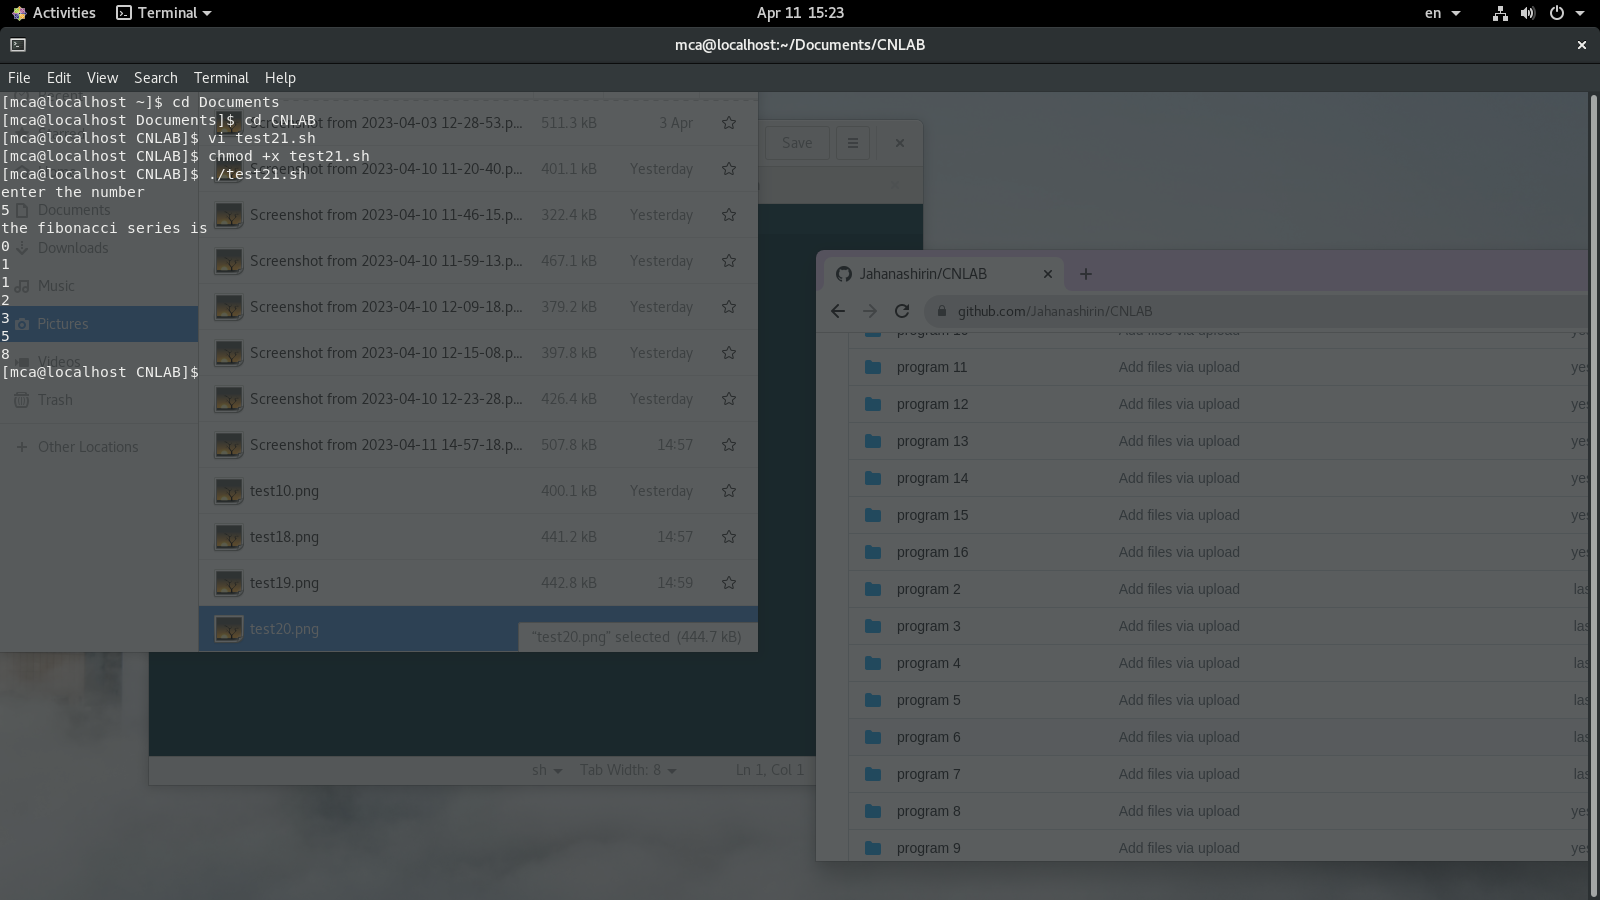 Activities Terminal Apr 11 15:23 en
mca@localhost:~/Documents/CNLAB
File Edit View Search Terminal Help
[mca@localhost ~]$ cd Documents
[mca@localhost Documents]$ cd CNLAB
[mca@localhost CNLAB]$ vi test21.sh
[mca@localhost CNLAB]$ chmod +x test21.sh
[mca@localhost CNLAB]$ ./test21.sh
enter the number
5
the fibonacci series is
0
1
1
2
3
5
8
[mca@localhost CNLAB]$
Documents
Downloads
Music
Pictures
Videos
Trash
Other Locations
Screenshot from 2023-04-03 12-28-53.p... 511.3 kB 3 Apr
11-20-40.p... 401.1 kB Yesterday
Screenshot from 2023-04-10 11-46-15.p... 322.4 kB Yesterday
Screenshot from 2023-04-10 11-59-13.p... 467.1 kB Yesterday
Screenshot from 2023-04-10 12-09-18.p... 379.2 kB Yesterday
Screenshot from 2023-04-10 12-15-08.p... 397.8 kB Yesterday
Screenshot from 2023-04-10 12-23-28.p... 426.4 kB Yesterday
Screenshot from 2023-04-11 14-57-18.p... 507.8 kB 14:57
test10.png 400.1 kB Yesterday
test18.png 441.2 kB 14:57
test19.png 442.8 kB 14:59
test20.png
"test20.png" selected (444.7 kB)
Save
sh Tab Width: 8 Ln 1, Col 1
Jahanashirin/CNLAB
github.com/Jahanashirin/CNLAB
program 11 Add files via upload yes
program 12 Add files via upload yes
program 13 Add files via upload yes
program 14 Add files via upload yes
program 15 Add files via upload yes
program 16 Add files via upload yes
program 2 Add files via upload las
program 3 Add files via upload las
program 4 Add files via upload las
program 5 Add files via upload las
program 6 Add files via upload las
program 7 Add files via upload las
program 8 Add files via upload yes
program 9 Add files via upload yes